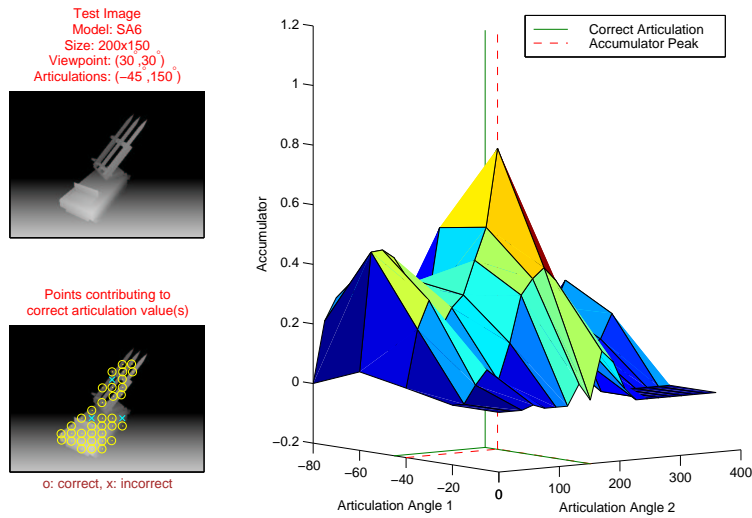 Test Image
Model: SA6
Size: 200x150
Viewpoint: (30°,30°)
Articulations: (−45°,150°)
Points contributing to
correct articulation value(s)
o: correct, x: incorrect
Correct Articulation
Accumulator Peak
1.2
1
0.8
0.6
0.4
0.2
0
−0.2
Accumulator
−80
−60
−40
−20
0
Articulation Angle 1
0
100
200
300
400
Articulation Angle 2